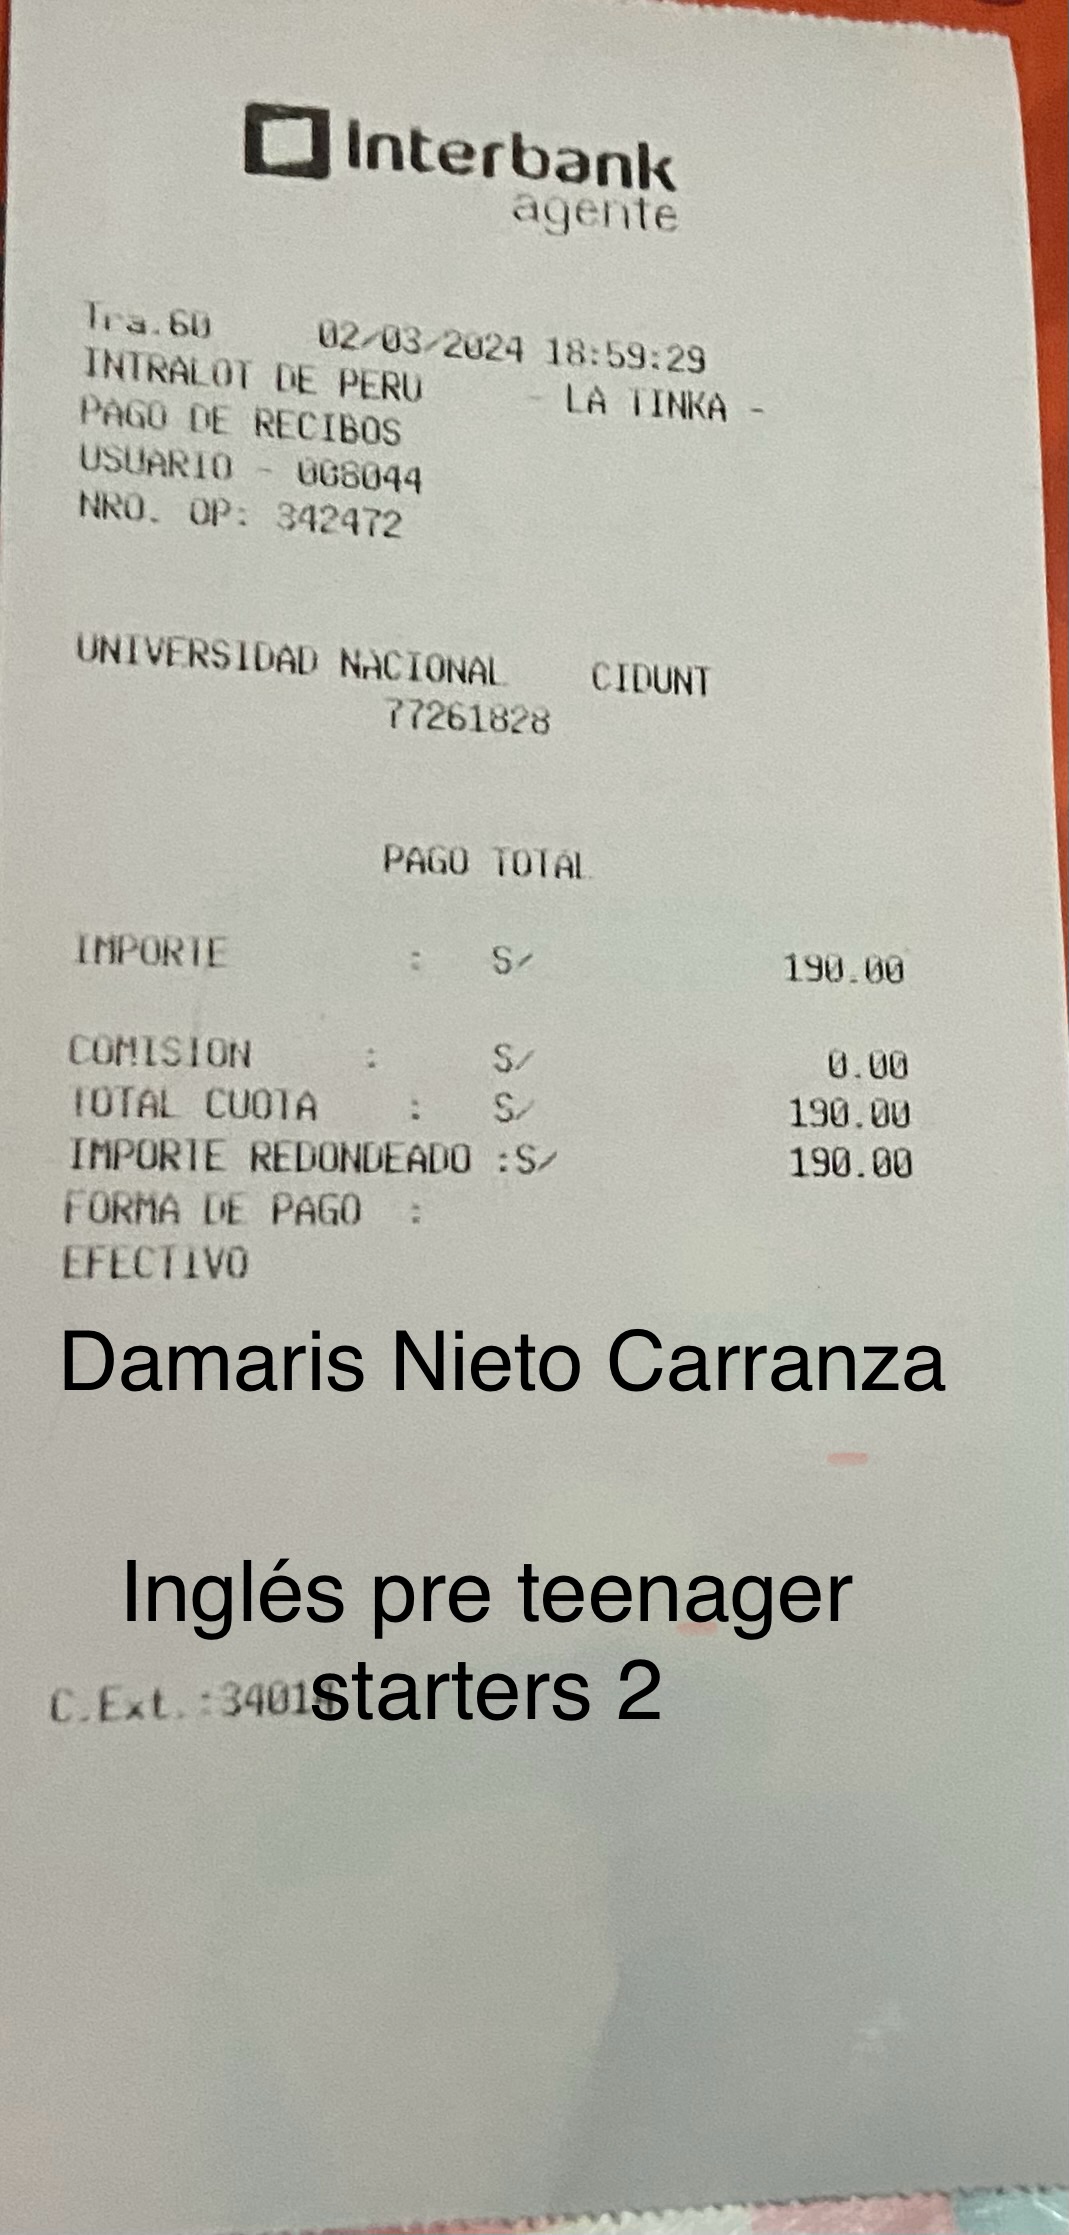 Interbank
agente
Tra.60 02/03/2024 18:59:29
INTRALOT DE PERU - LA TINKA -
PAGO DE RECIBOS
USUARIO -
NRO. OP: 342472
UNIVERSIDAD NACIONAL CIDUNT
77261828
PAGO TOTAL
IMPORTE : S/ 190.00
COMISION : S/ 0.00
TOTAL CUOTA : S/ 190.00
IMPORTE REDONDEADO :S/ 190.00
FORMA DE PAGO :
EFECTIVO
Damaris Nieto Carranza
Inglés pre teenager
starters 2
C.Ext.: